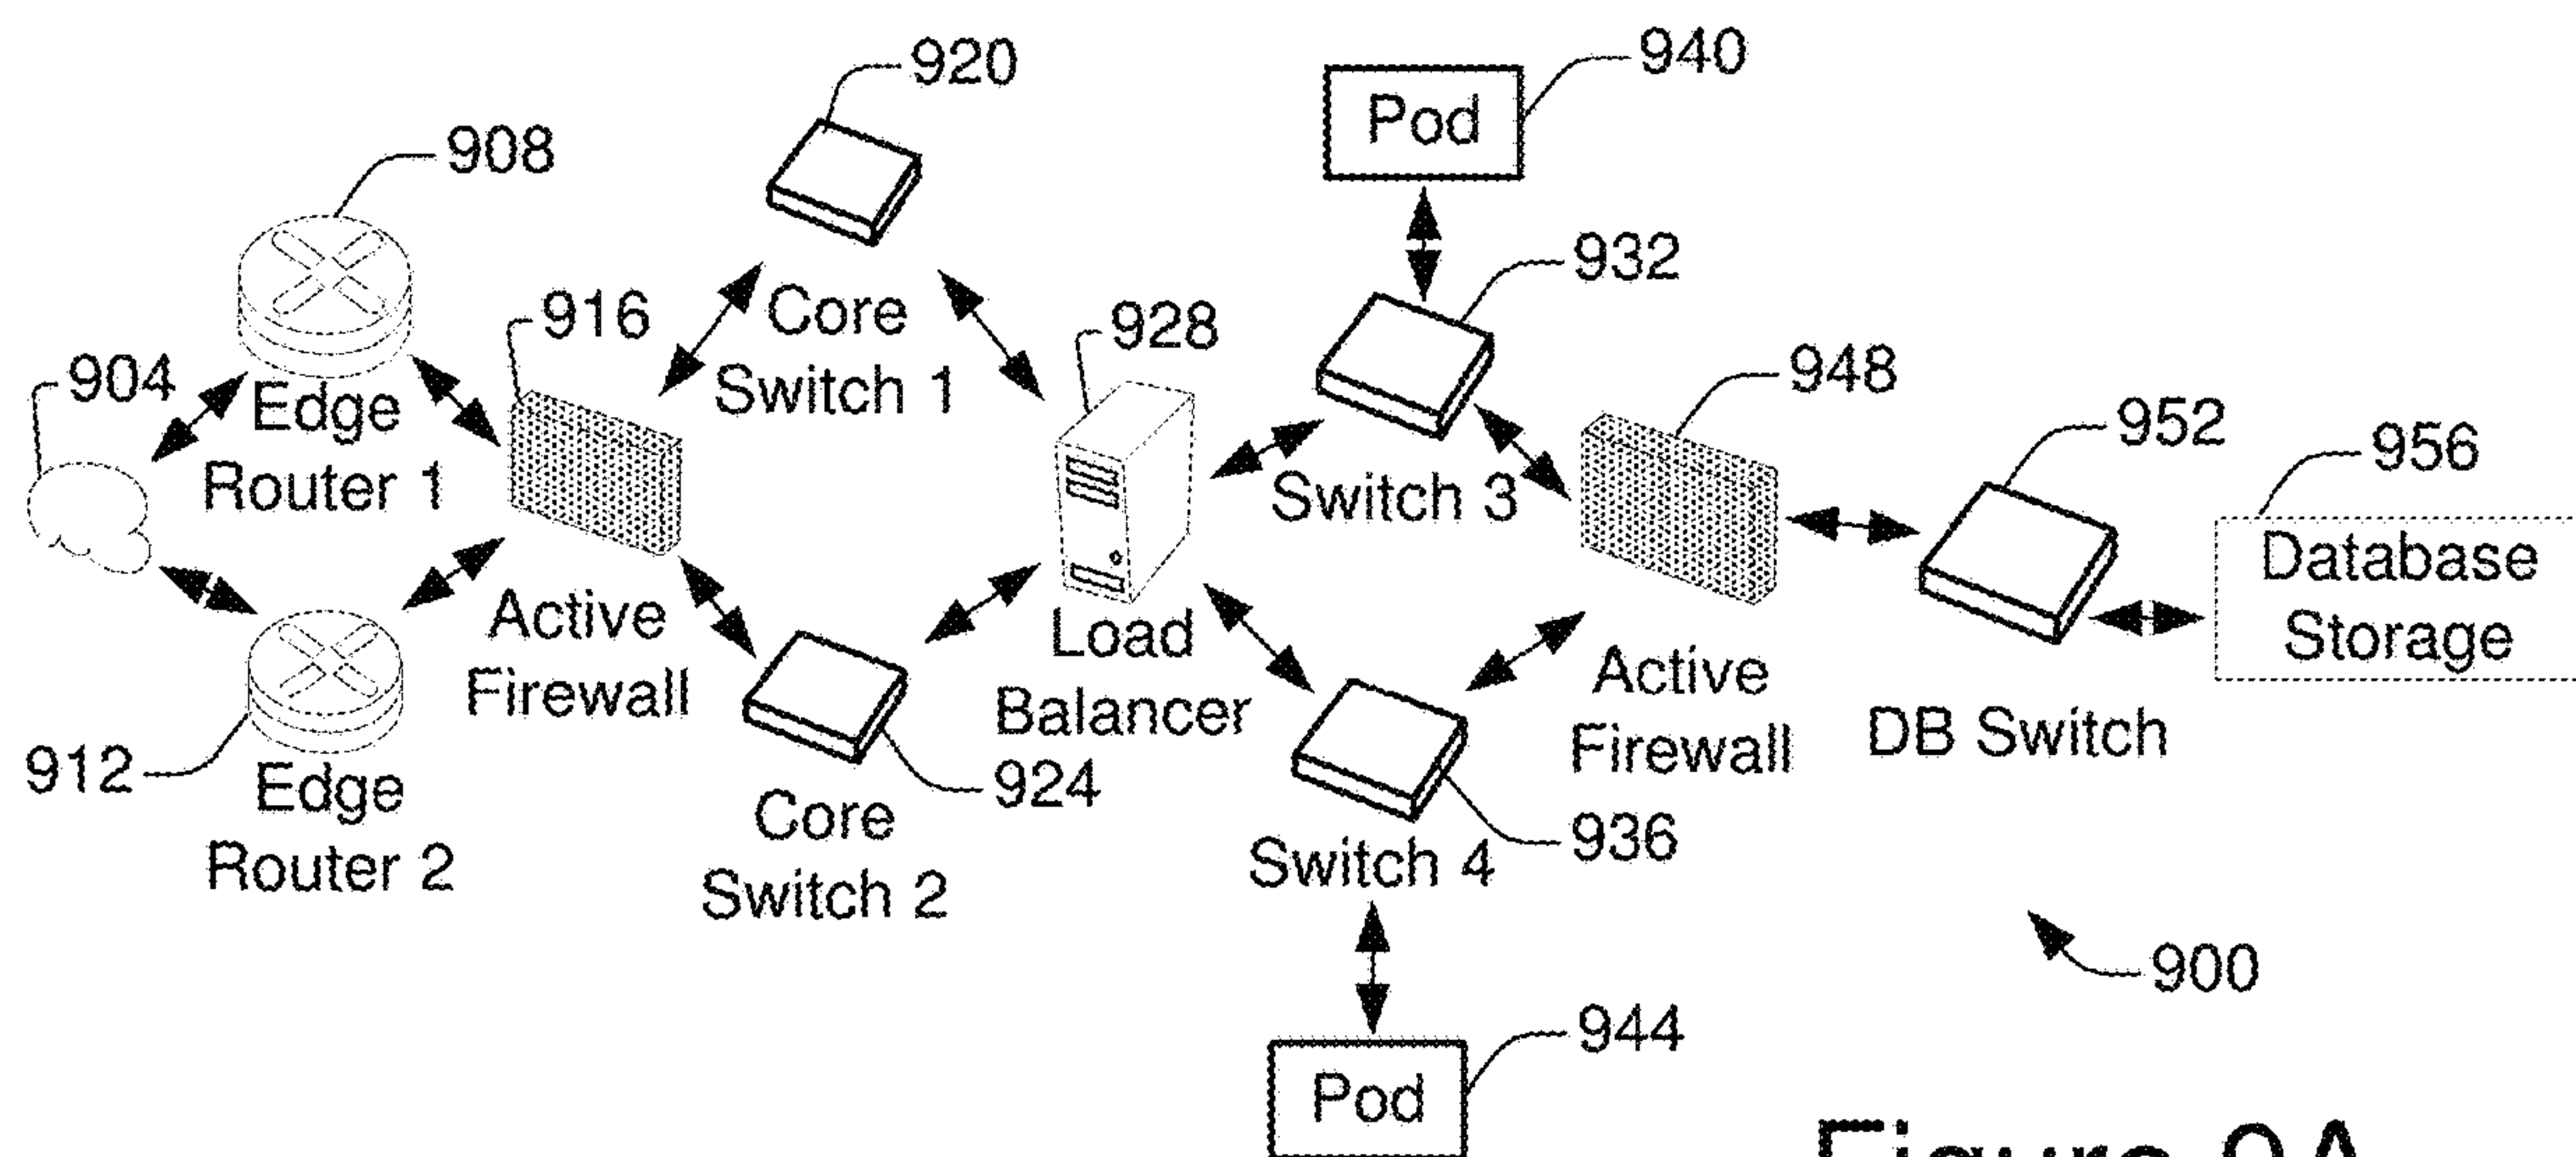 920
940
Pod
908
932
916
Core
Switch 1
928
948
904
Edge
Router 1
952
956
Switch 3
Database
Storage
Active
Firewall
Load
Balancer
Active
Firewall
DB Switch
912
Edge
Router 2
924
Core
Switch 2
936
Switch 4
900
944
Pod
Figure 9A